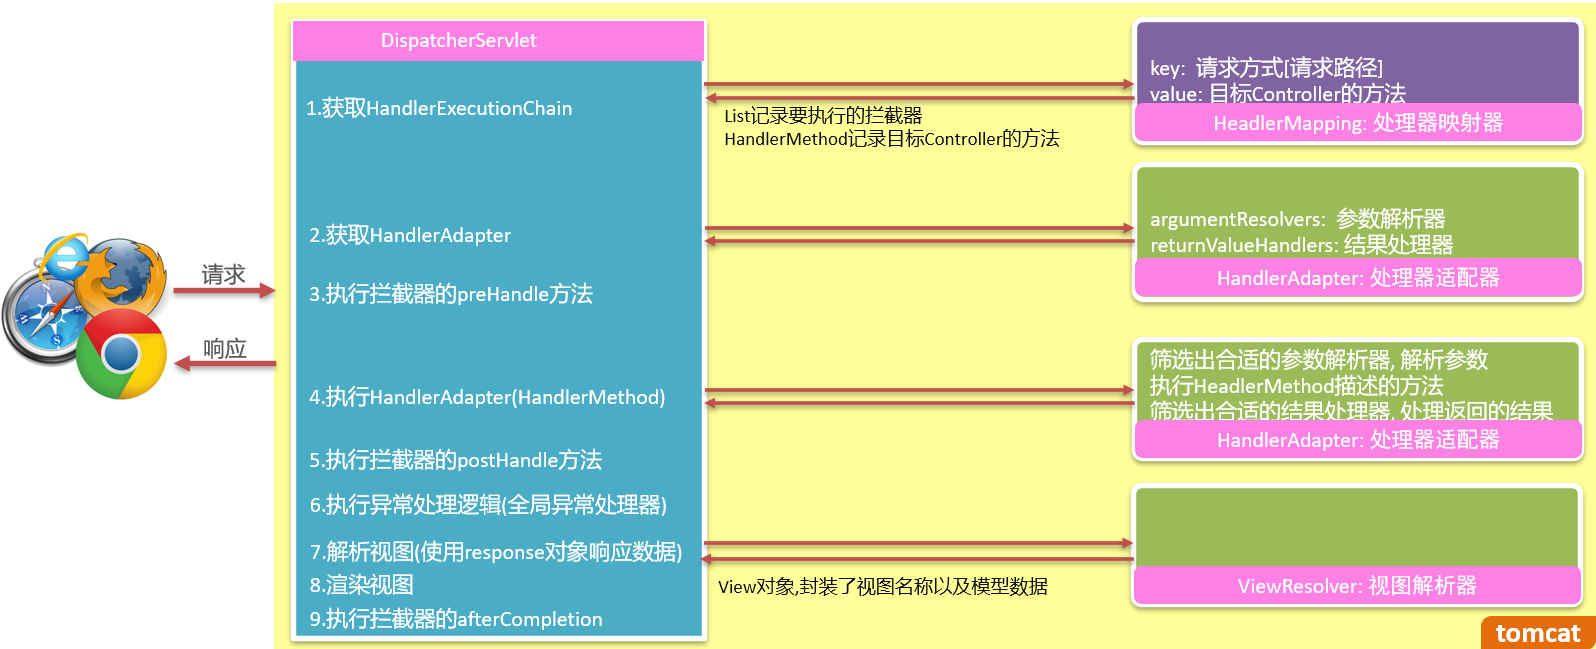 DispatcherServlet
1.获取HandlerExecutionChain
key: 请求方式[请求路径]
value: 目标Controller的方法
HeadlerMapping: 处理器映射器
List记录要执行的拦截器
HandlerMethod记录目标Controller的方法
2.获取HandlerAdapter
argumentResolvers: 参数解析器
returnValueHandlers: 结果处理器
HandlerAdapter: 处理器适配器
请求
3.执行拦截器的preHandle方法
响应
4.执行HandlerAdapter(HandlerMethod)
筛选出合适的参数解析器, 解析参数
执行HeadlerMethod描述的方法
筛选出合适的结果处理器, 处理返回的结果
HandlerAdapter: 处理器适配器
5.执行拦截器的postHandle方法
6.执行异常处理逻辑(全局异常处理器)
7.解析视图(使用response对象响应数据)
8.渲染视图
View对象,封装了视图名称以及模型数据
ViewResolver: 视图解析器
9.执行拦截器的afterCompletion
tomcat